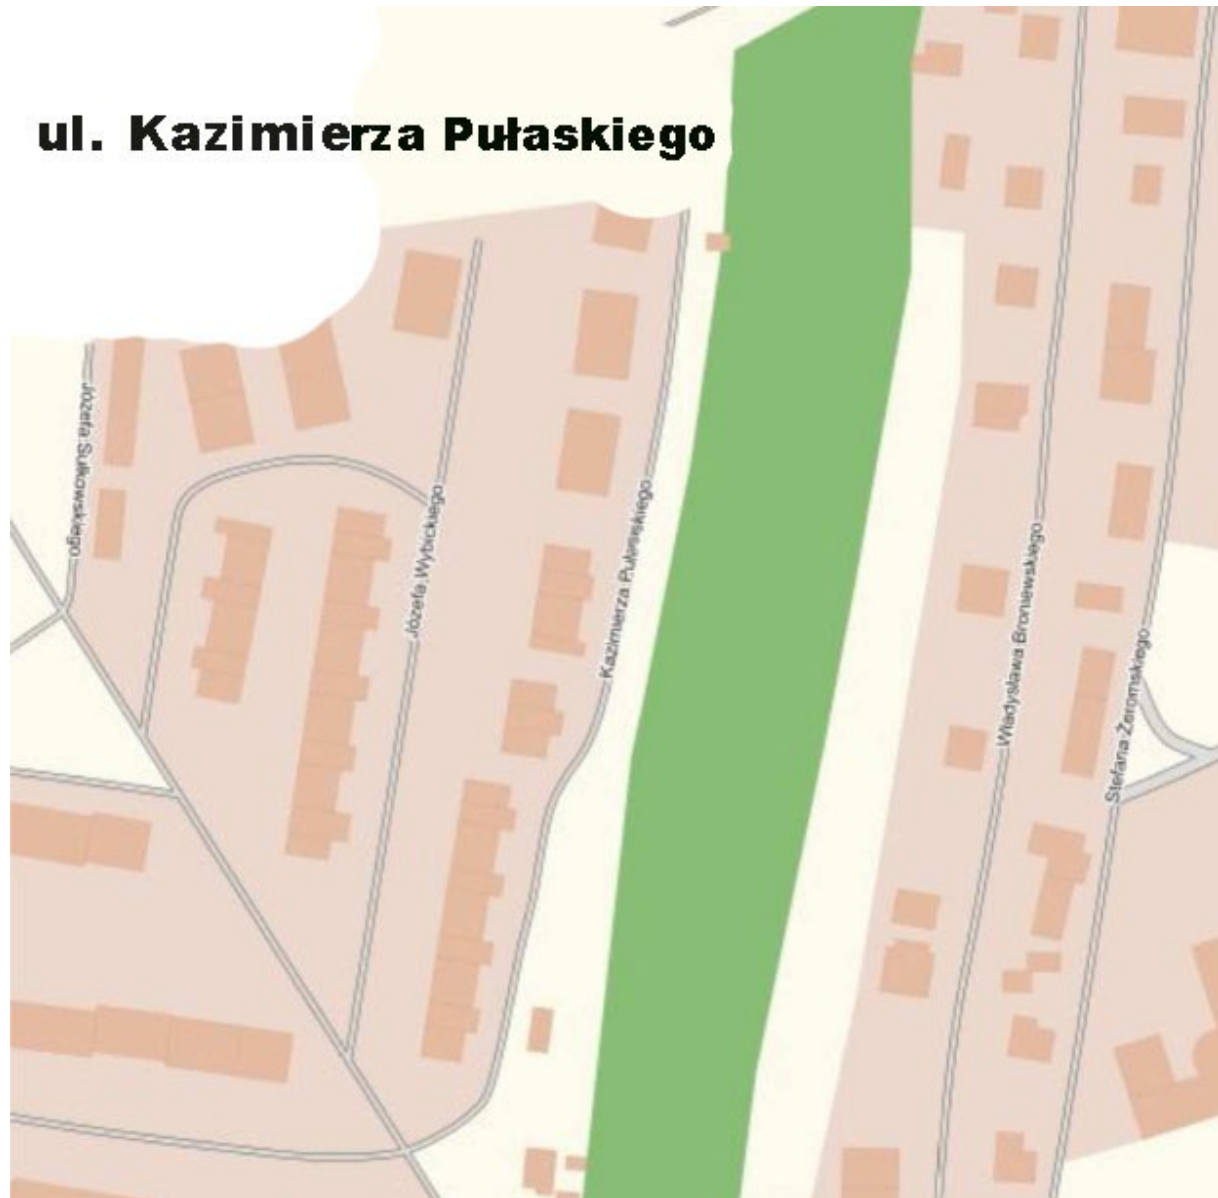 ul. Kazimierza Pułaskiego
Józefa Sułkowskiego
Józefa Wybickiego
Kazimierza Pułaskiego
Władysława Broniewskiego
Stefana Żeromskiego